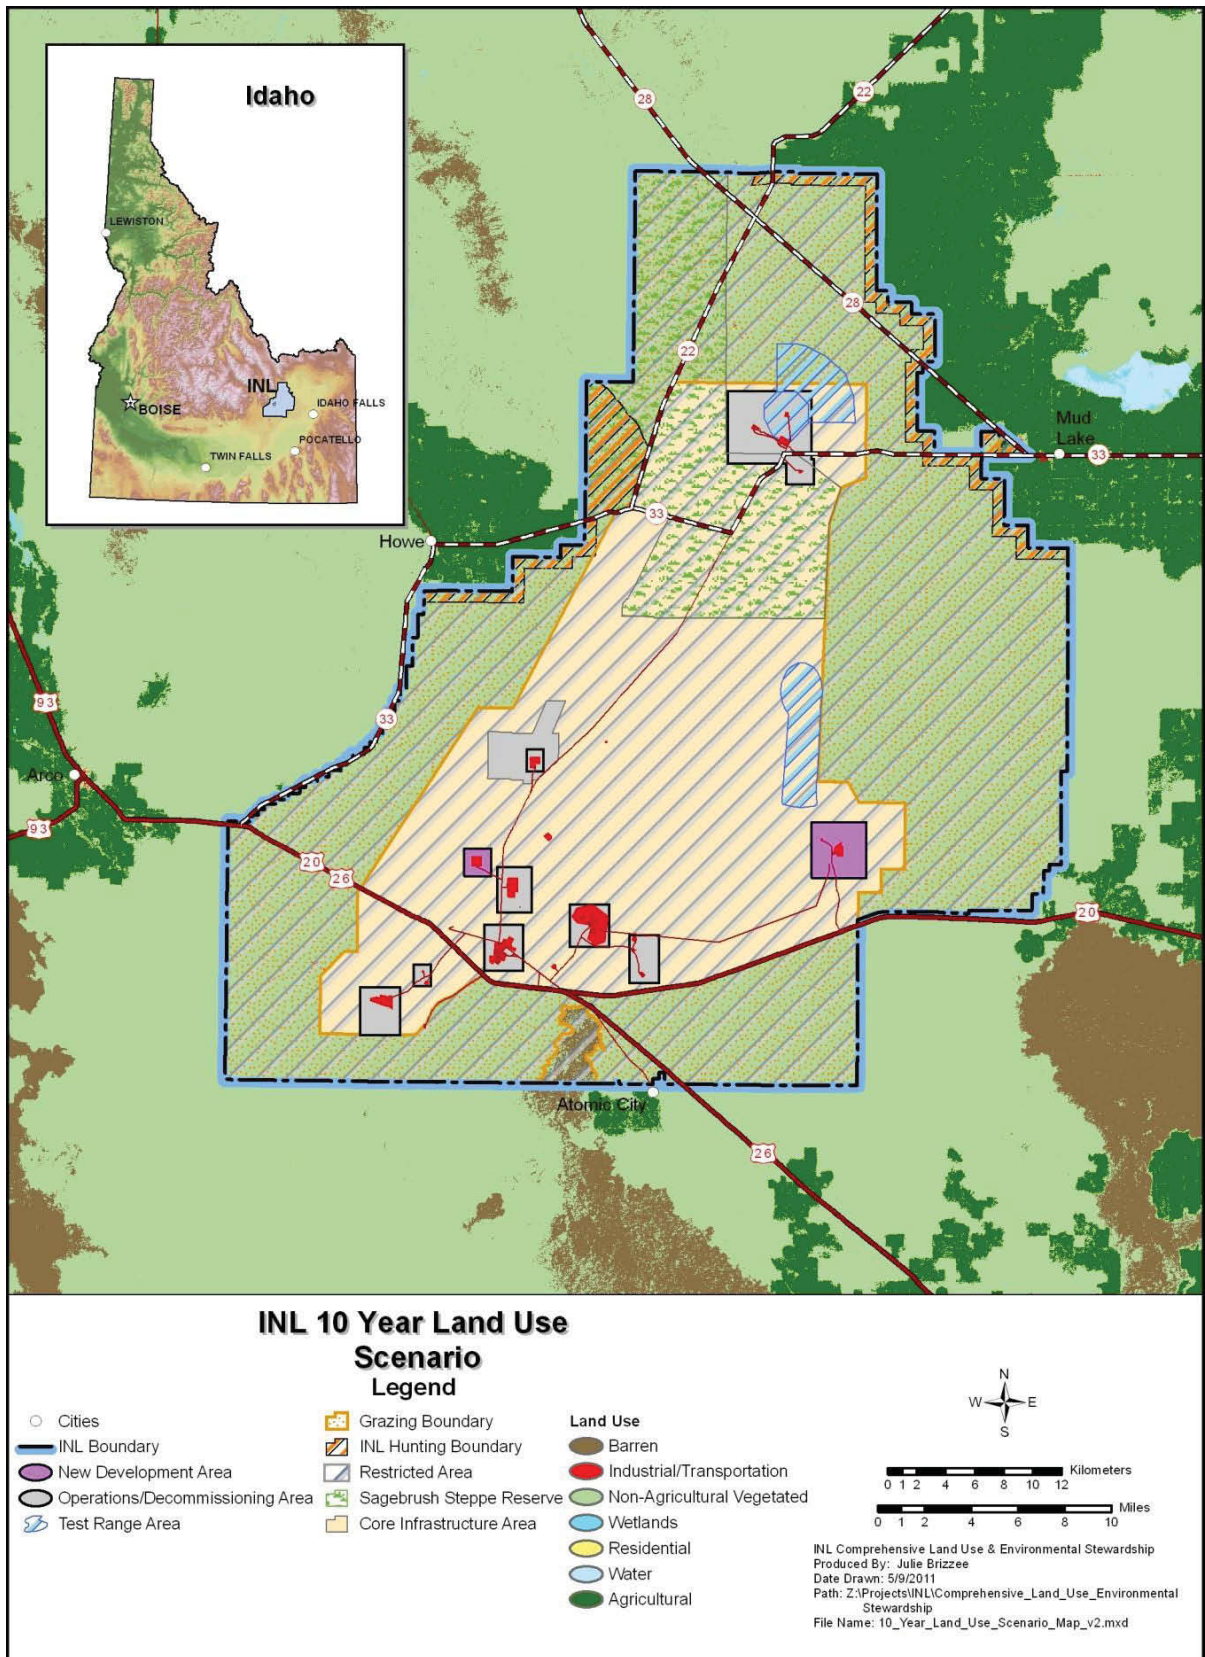 Idaho
LEWISTON
INL
BOISE
IDAHO FALLS
POCATELLO
TWIN FALLS
28
22
28
22
Mud
Lake
33
33
Howe
93
33
Arco
93
20
26
20
Atomic City
26
INL 10 Year Land Use
Scenario
Legend
Cities
INL Boundary
New Development Area
Operations/Decommissioning Area
Test Range Area
Grazing Boundary
INL Hunting Boundary
Restricted Area
Sagebrush Steppe Reserve
Core Infrastructure Area
Land Use
Barren
Industrial/Transportation
Non-Agricultural Vegetated
Wetlands
Residential
Water
Agricultural
N
W E
S
Kilometers
0 1 2 4 6 8 10 12
Miles
0 1 2 4 6 8 10
INL Comprehensive Land Use & Environmental Stewardship
Produced By: Julie Brizzee
Date Drawn: 5/9/2011
Path: Z:\Projects\INL\Comprehensive_Land_Use_Environmental
Stewardship
File Name: 10_Year_Land_Use_Scenario_Map_v2.mxd